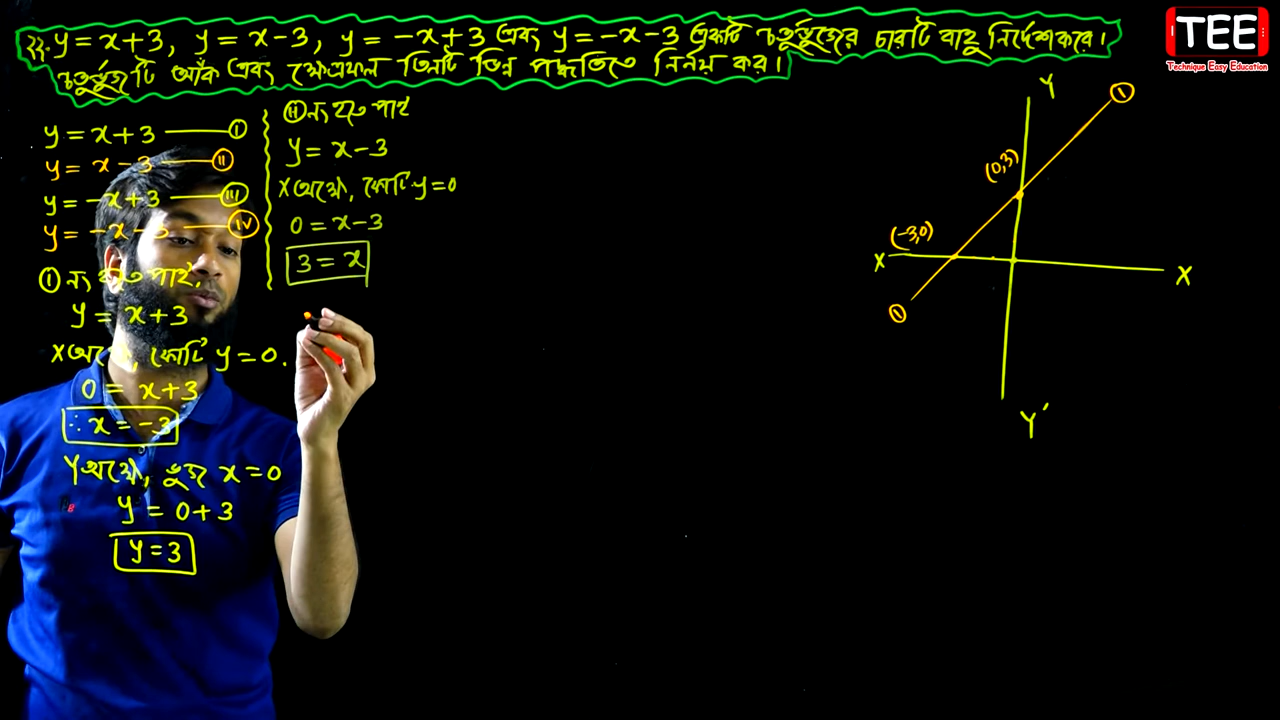 ২২. y = x+3, y = x-3, y = -x+3 এবং y = -x-3 একটি চতুর্ভুজের চারটি বাহু নির্দেশ করে।
চতুর্ভুজটি আঁক এবং ক্ষেত্রফল তিনটি ভিন্ন পদ্ধতিতে নির্ণয় কর।
TEE
Technique Easy Education
y = x+3 —— I
y = x-3 —— II
y = -x+3 —— III
y = -x-3 —— IV
I নং হতে পাই,
y = x+3
X অক্ষে, কোটি y = 0.
0 = x+3
∴ x = -3
Y অক্ষে, ভুজ x = 0
y = 0+3
y = 3
II নং হতে পাই
y = x-3
X অক্ষে, কোটি y = 0
0 = x-3
3 = x
Y
I
(0,3)
(-3,0)
X
X
I
Y′